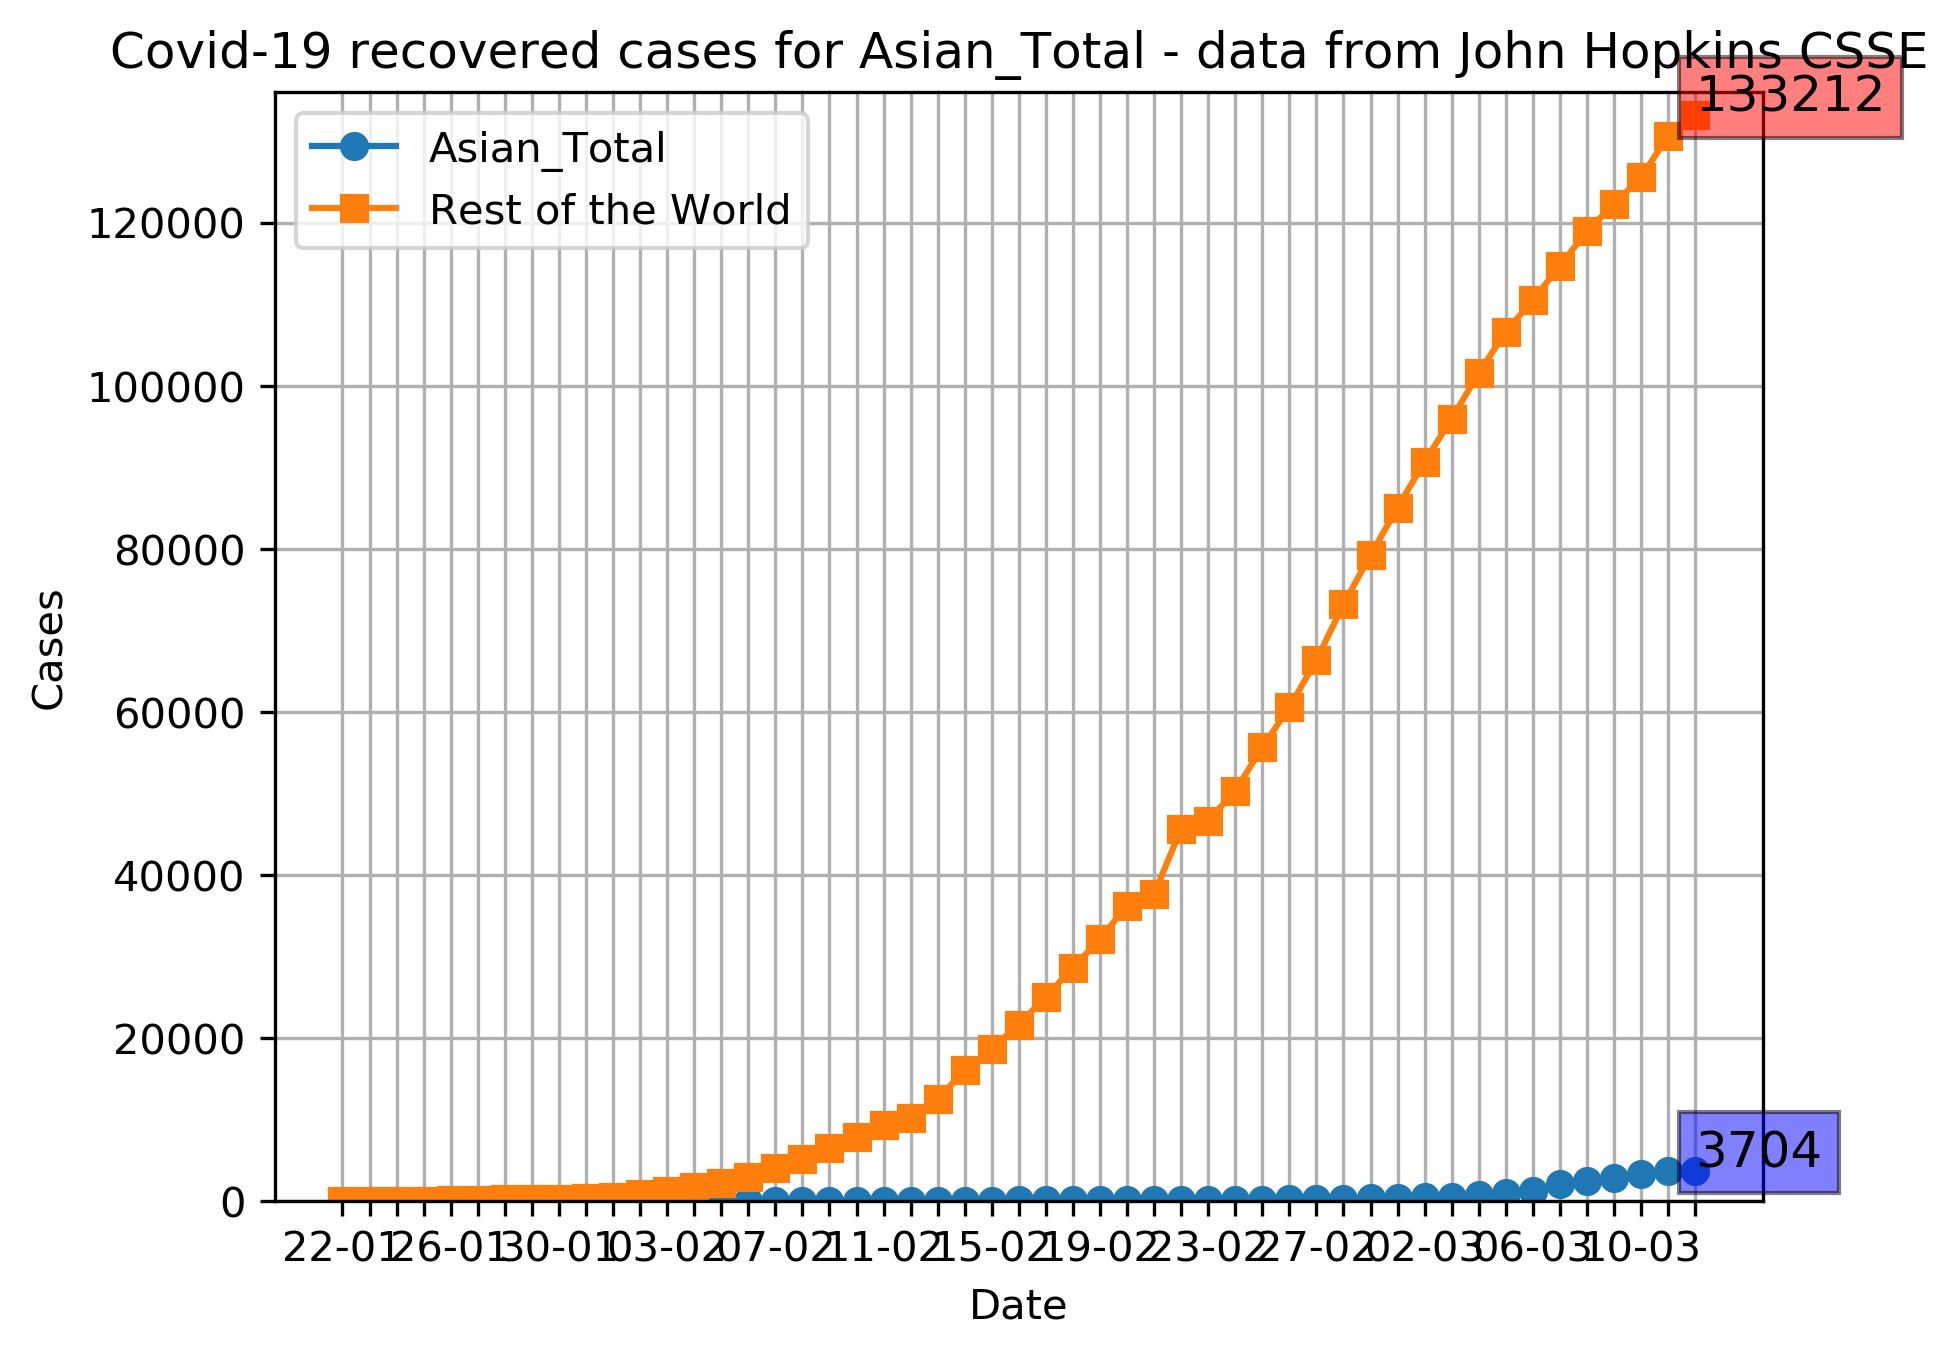 Covid-19 recovered cases for Asian_Total - data from John Hopkins CSSE
133212
Asian_Total
Rest of the World
120000
100000
80000
60000
40000
20000
0
Cases
3704
22-01 26-01 30-01 03-02 07-02 11-02 15-02 19-02 23-02 27-02 02-03 06-03 10-03
Date